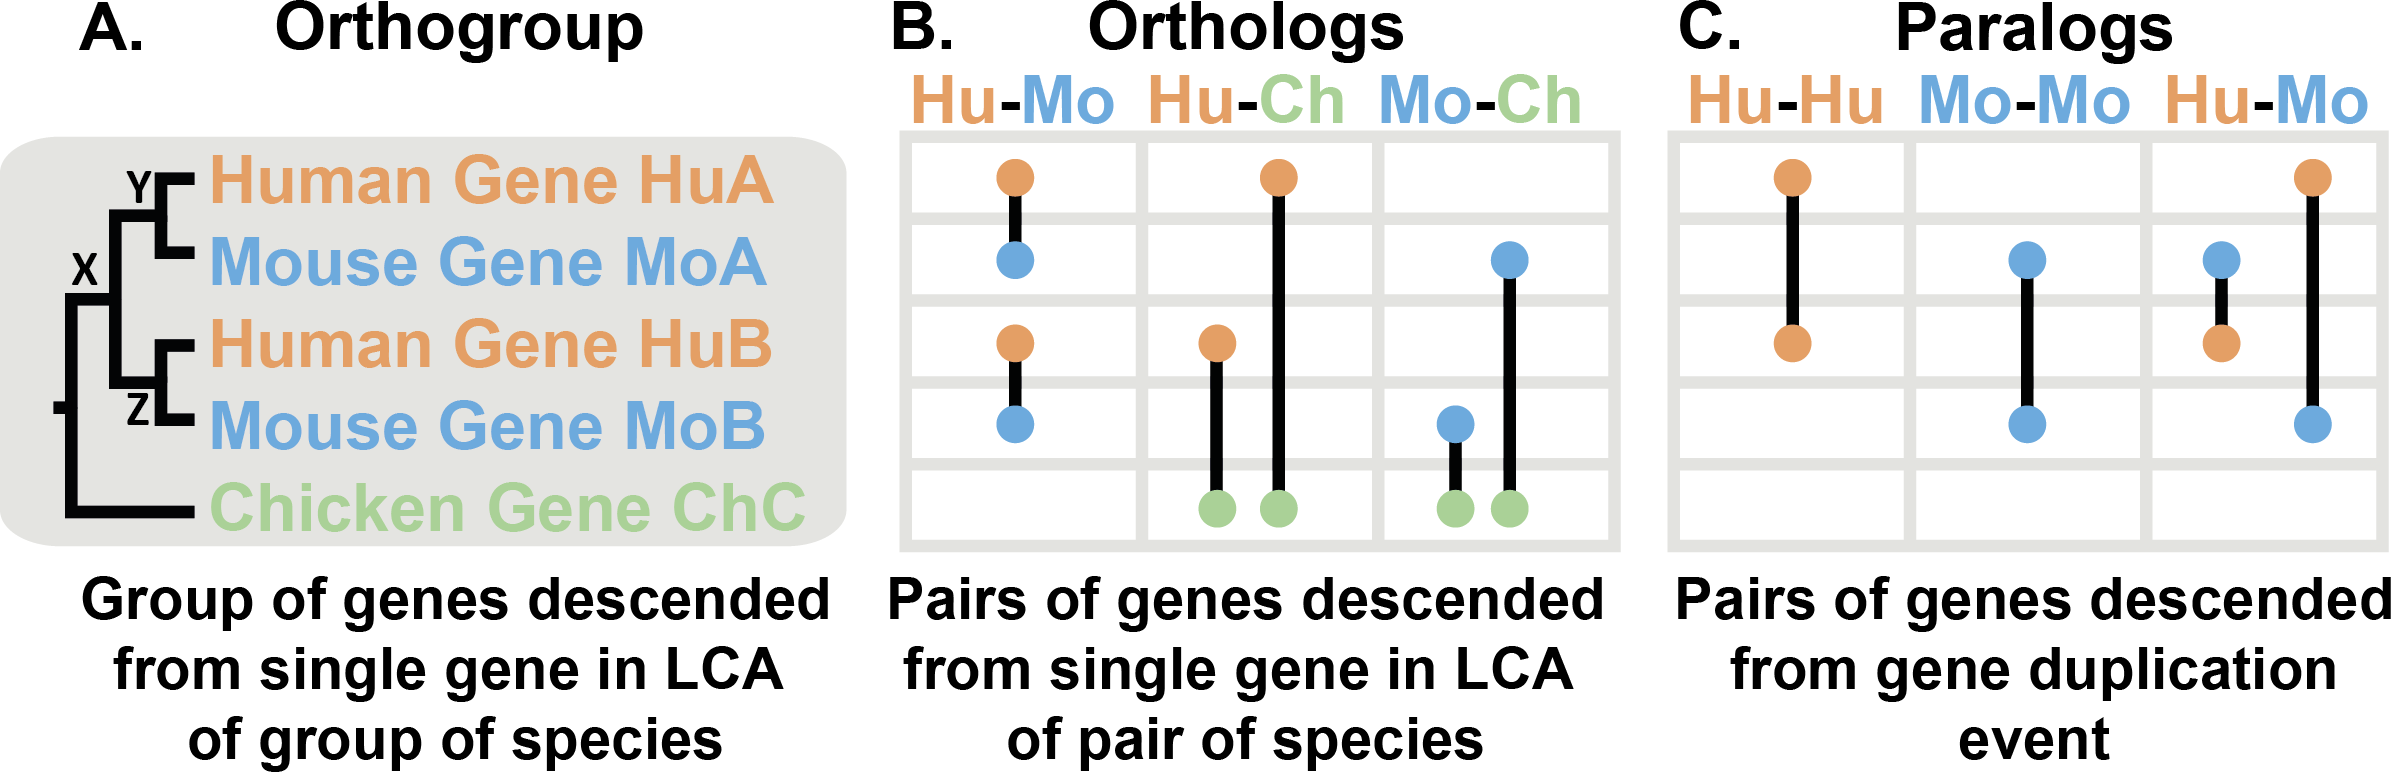 A. Orthogroup
Y
Human Gene HuA
Mouse Gene MoA
X
Human Gene HuB
Z
Mouse Gene MoB
Chicken Gene ChC
Group of genes descended
from single gene in LCA
of group of species
B. Orthologs
Hu-Mo Hu-Ch Mo-Ch
Pairs of genes descended
from single gene in LCA
of pair of species
C. Paralogs
Hu-Hu Mo-Mo Hu-Mo
Pairs of genes descended
from gene duplication
event